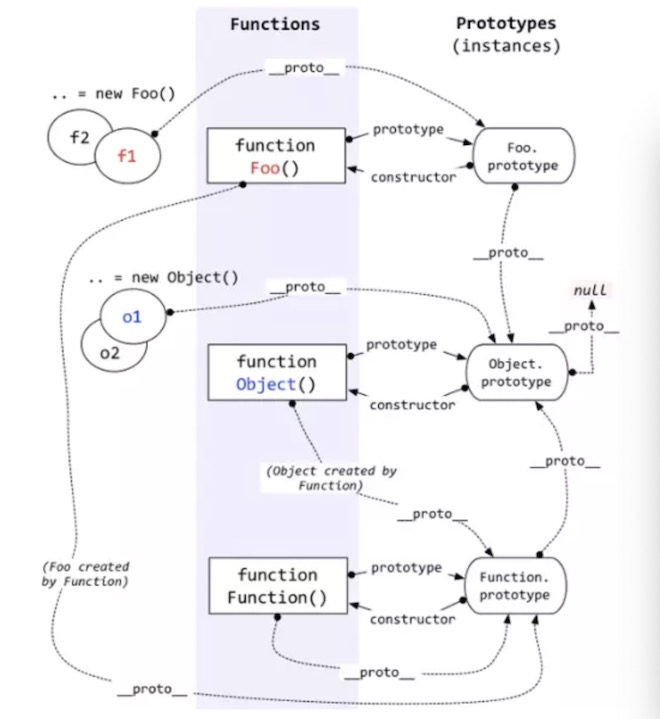 Functions
Prototypes
(instances)
__proto__
.. = new Foo()
f2
f1
function
Foo()
prototype
constructor
Foo.
prototype
__proto__
.. = new Object()
__proto__
null
__proto__
o1
o2
function
Object()
prototype
constructor
Object.
prototype
(Object created by
Function)
__proto__
__proto__
(Foo created
by Function)
function
Function()
prototype
constructor
Function.
prototype
__proto__
__proto__